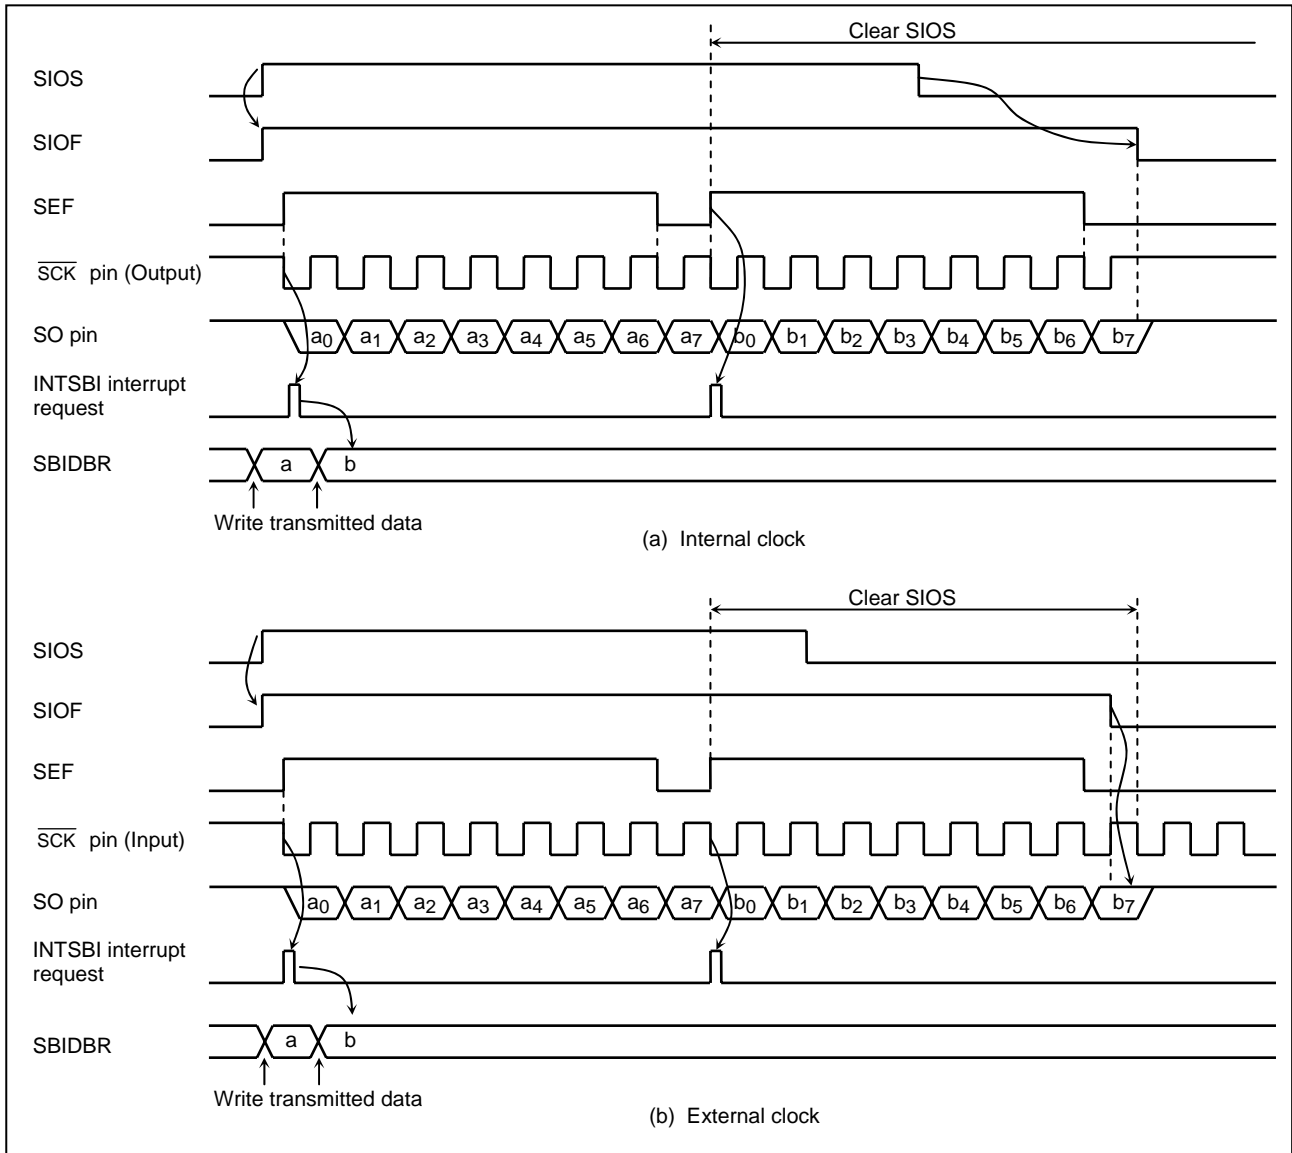 Clear SIOS
SIOS
SIOF
SEF
SCK pin (Output)
SO pin
a0 a1 a2 a3 a4 a5 a6 a7 b0 b1 b2 b3 b4 b5 b6 b7
INTSBI interrupt
request
SBIDBR
a b
Write transmitted data
(a) Internal clock
Clear SIOS
SIOS
SIOF
SEF
SCK pin (Input)
SO pin
a0 a1 a2 a3 a4 a5 a6 a7 b0 b1 b2 b3 b4 b5 b6 b7
INTSBI interrupt
request
SBIDBR
a b
Write transmitted data
(b) External clock